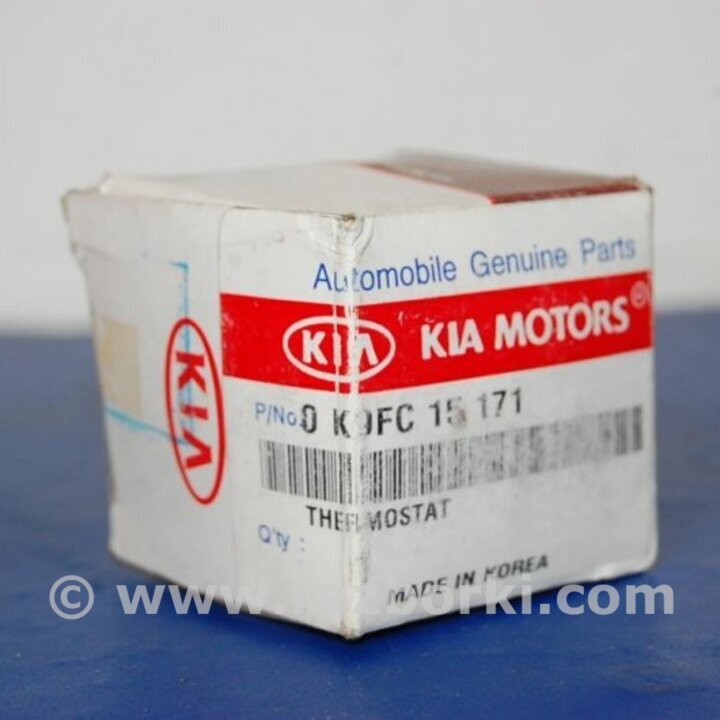 Automobile Genuine Parts
KIA KIA MOTORS®
KIA
P/No. 0 K9FC 15 171
THERMOSTAT
Q'ty :
MADE IN KOREA